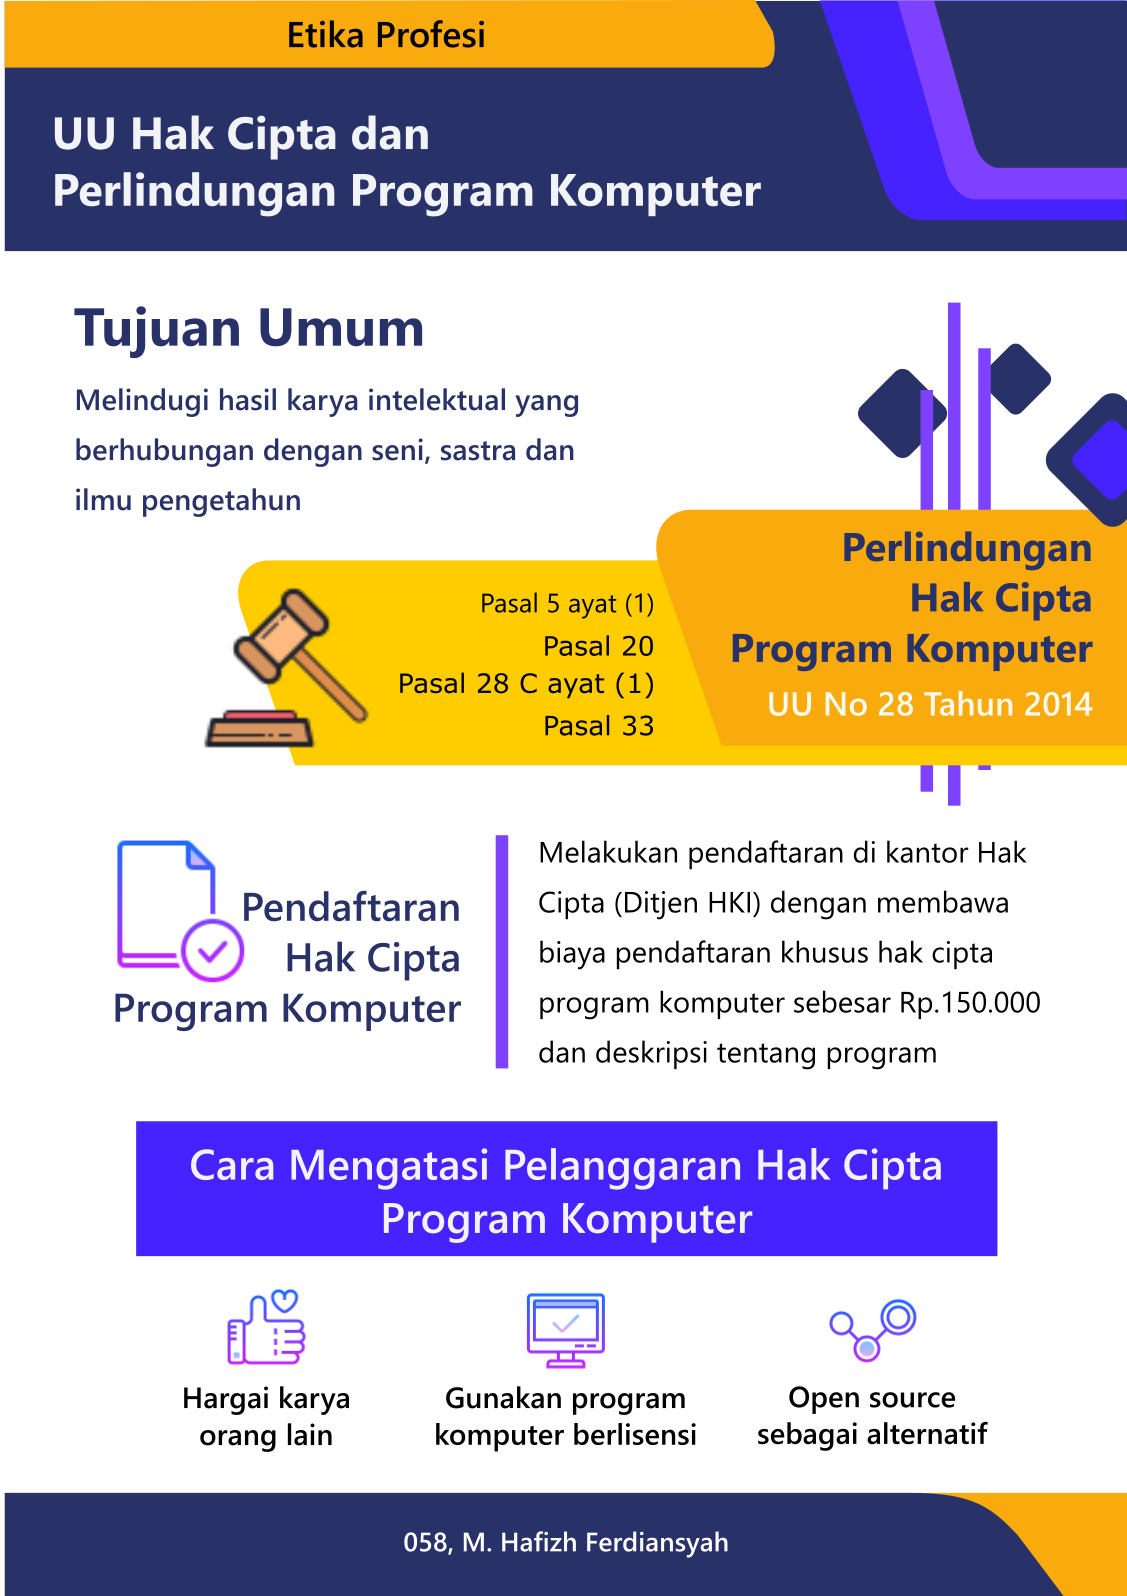 Etika Profesi
UU Hak Cipta dan
Perlindungan Program Komputer
Tujuan Umum
Melindugi hasil karya intelektual yang
berhubungan dengan seni, sastra dan
ilmu pengetahun
Perlindungan
Hak Cipta
Program Komputer
UU No 28 Tahun 2014
Pasal 5 ayat (1)
Pasal 20
Pasal 28 C ayat (1)
Pasal 33
Pendaftaran
Hak Cipta
Program Komputer
Melakukan pendaftaran di kantor Hak
Cipta (Ditjen HKI) dengan membawa
biaya pendaftaran khusus hak cipta
program komputer sebesar Rp.150.000
dan deskripsi tentang program
Cara Mengatasi Pelanggaran Hak Cipta
Program Komputer
Hargai karya
orang lain
Gunakan program
komputer berlisensi
Open source
sebagai alternatif
058, M. Hafizh Ferdiansyah